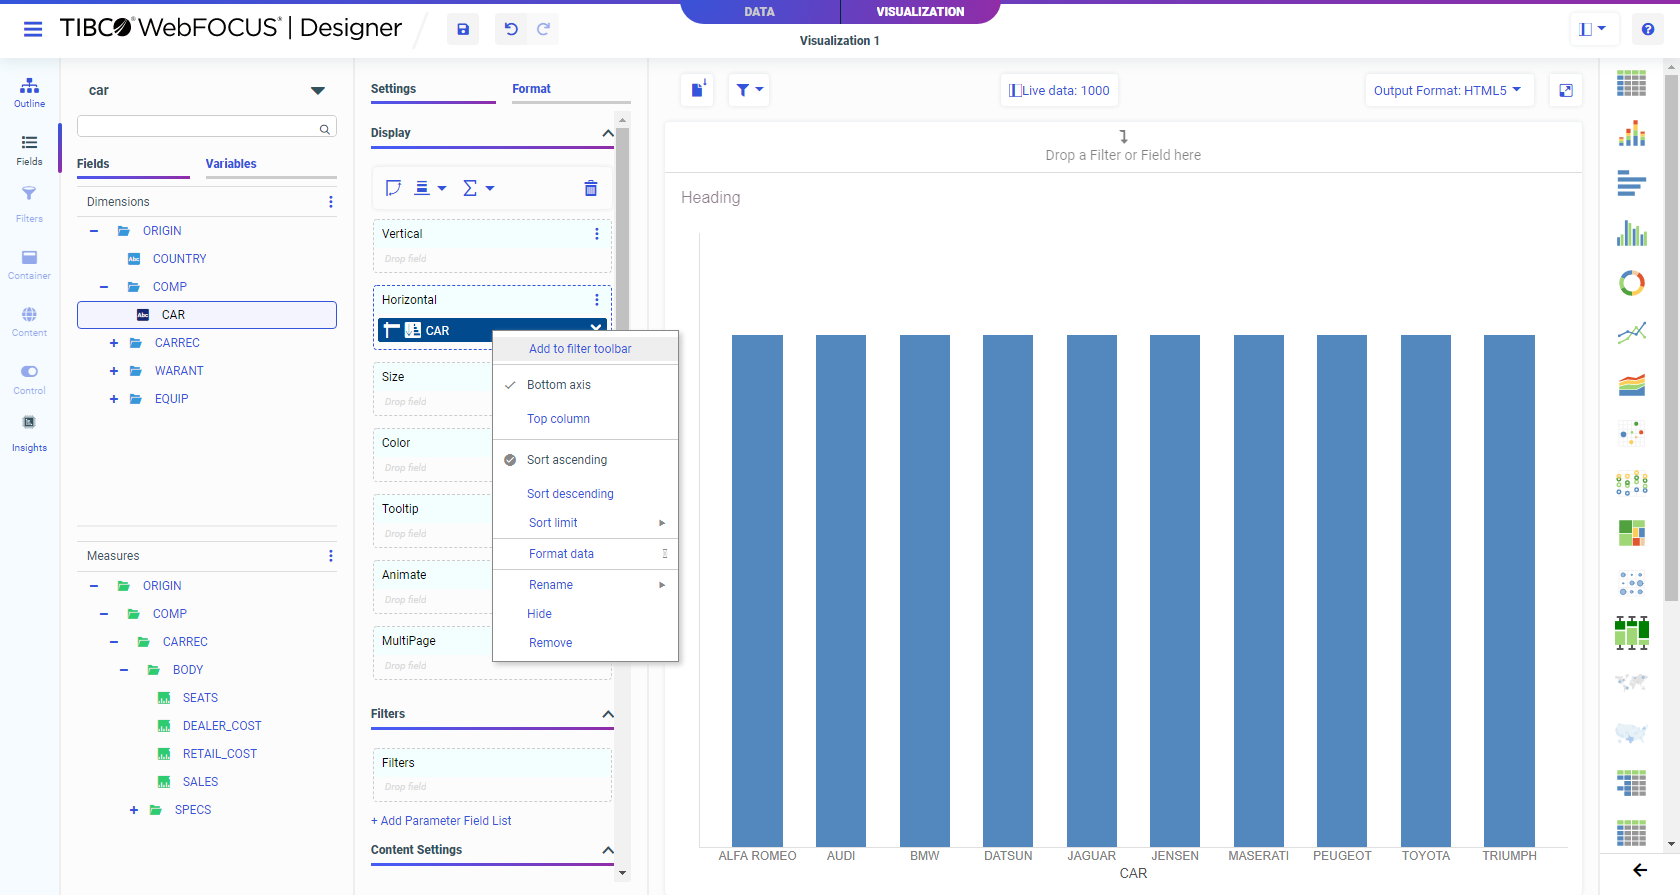 DATA
VISUALIZATION
TIBCO® WebFOCUS® | Designer
Visualization 1
Outline
Fields
Filters
Container
Content
Control
Insights
car
Fields
Variables
Dimensions
ORIGIN
Abc COUNTRY
COMP
Abc CAR
CARREC
WARANT
EQUIP
Measures
ORIGIN
COMP
CARREC
BODY
SEATS
DEALER_COST
RETAIL_COST
SALES
SPECS
Settings
Format
Display
Vertical
Drop field
Horizontal
CAR
Size
Drop field
Color
Drop field
Tooltip
Drop field
Animate
Drop field
MultiPage
Drop field
Filters
Filters
Drop field
+ Add Parameter Field List
Content Settings
Add to filter toolbar
Bottom axis
Top column
Sort ascending
Sort descending
Sort limit
Format data
Rename
Hide
Remove
Live data: 1000
Output Format: HTML5
Drop a Filter or Field here
Heading
ALFA ROMEO
AUDI
BMW
DATSUN
JAGUAR
JENSEN
MASERATI
PEUGEOT
TOYOTA
TRIUMPH
CAR